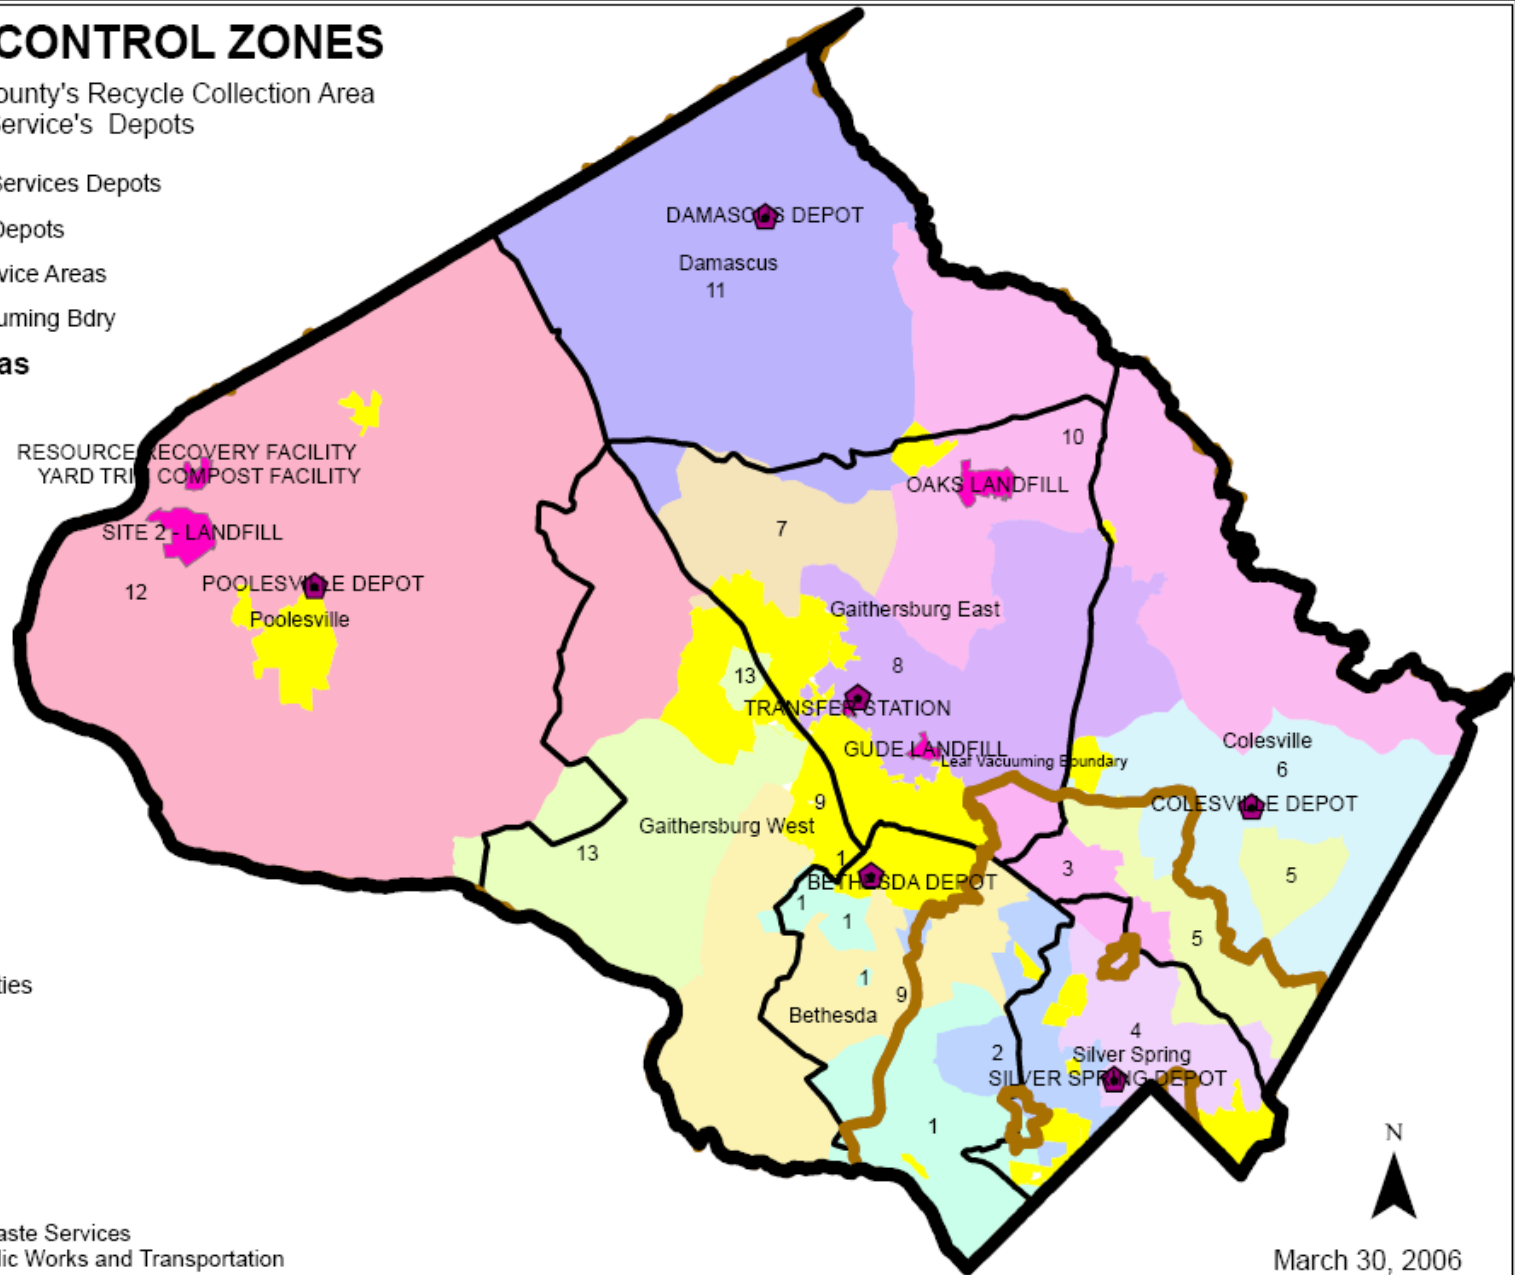 CONTROL ZONES
ounty's Recycle Collection Area
Service's Depots
Services Depots
Depots
vice Areas
uming Bdry
as
DAMASCUS DEPOT
Damascus
11
10
RESOURCE RECOVERY FACILITY
YARD TRIM COMPOST FACILITY
OAKS LANDFILL
SITE 2 - LANDFILL
7
12
POOLESVILLE DEPOT
Poolesville
Gaithersburg East
8
13
TRANSFER STATION
GUDE LANDFILL
Leaf Vacuuming Boundary
Colesville
6
COLESVILLE DEPOT
9
Gaithersburg West
13
1
BETHESDA DEPOT
3
5
1
1
5
1
9
Bethesda
ties
4
2
Silver Spring
SILVER SPRING DEPOT
1
N
aste Services
lic Works and Transportation
March 30, 2006